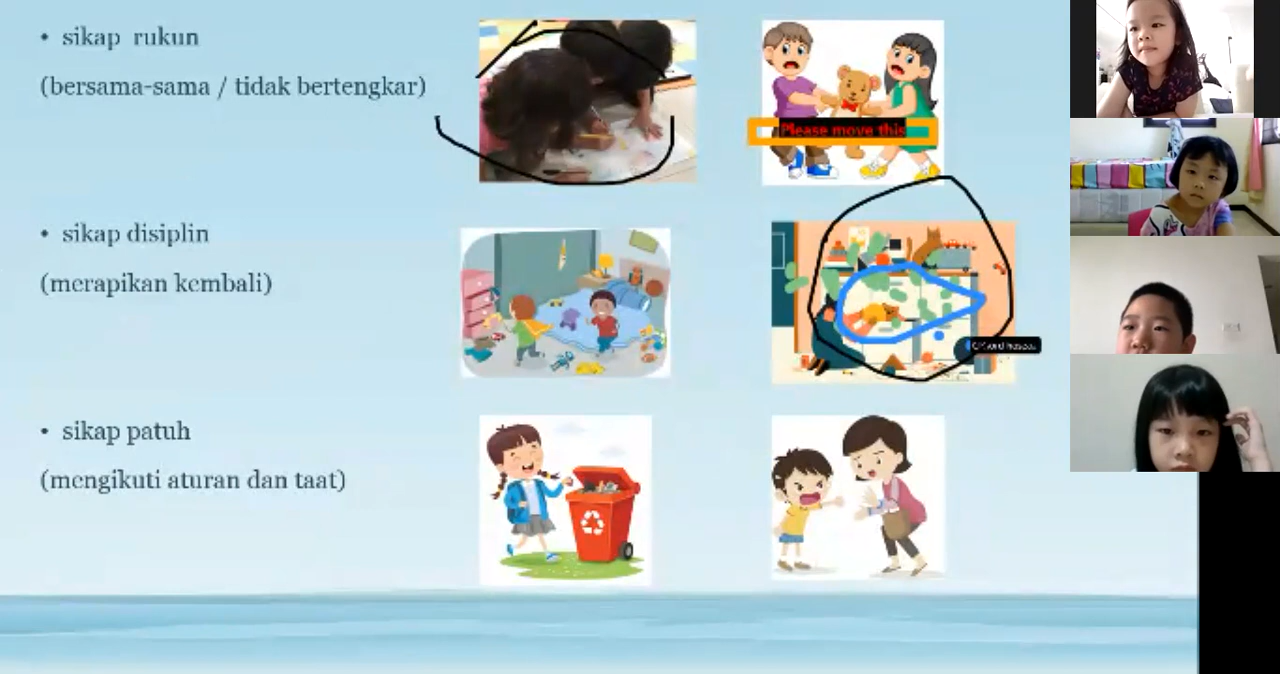 • sikap rukun
(bersama-sama / tidak bertengkar)
Please move this
• sikap disiplin
(merapikan kembali)
• sikap patuh
(mengikuti aturan dan taat)